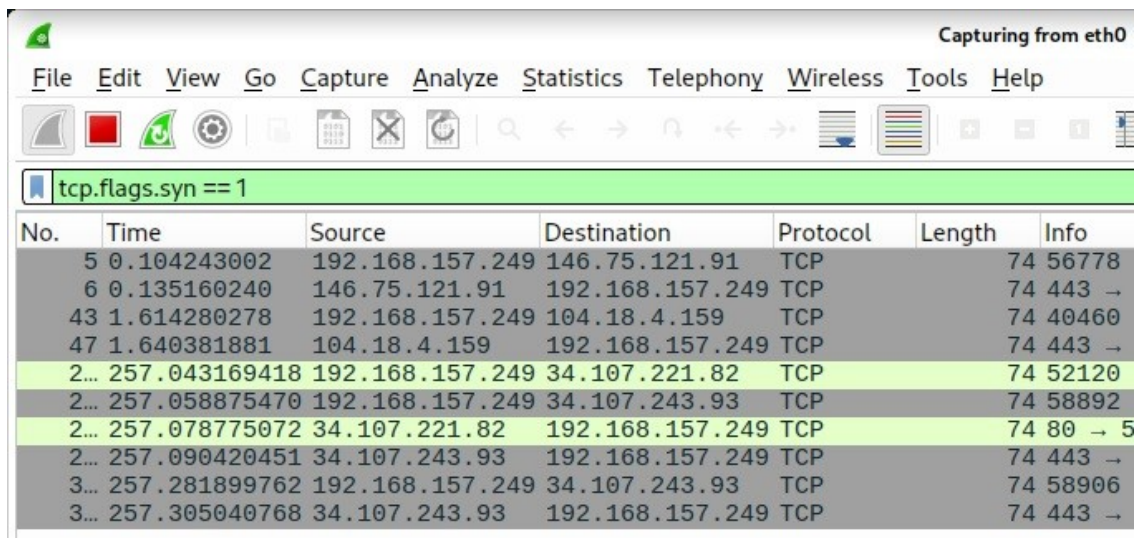 Capturing from eth0
File Edit View Go Capture Analyze Statistics Telephony Wireless Tools Help
tcp.flags.syn == 1
No. Time Source Destination Protocol Length Info
5 0.104243002 192.168.157.249 146.75.121.91 TCP 74 56778
6 0.135160240 146.75.121.91 192.168.157.249 TCP 74 443 →
43 1.614280278 192.168.157.249 104.18.4.159 TCP 74 40460
47 1.640381881 104.18.4.159 192.168.157.249 TCP 74 443 →
2… 257.043169418 192.168.157.249 34.107.221.82 TCP 74 52120
2… 257.058875470 192.168.157.249 34.107.243.93 TCP 74 58892
2… 257.078775072 34.107.221.82 192.168.157.249 TCP 74 80 → 5
2… 257.090420451 34.107.243.93 192.168.157.249 TCP 74 443 →
3… 257.281899762 192.168.157.249 34.107.243.93 TCP 74 58906
3… 257.305040768 34.107.243.93 192.168.157.249 TCP 74 443 →